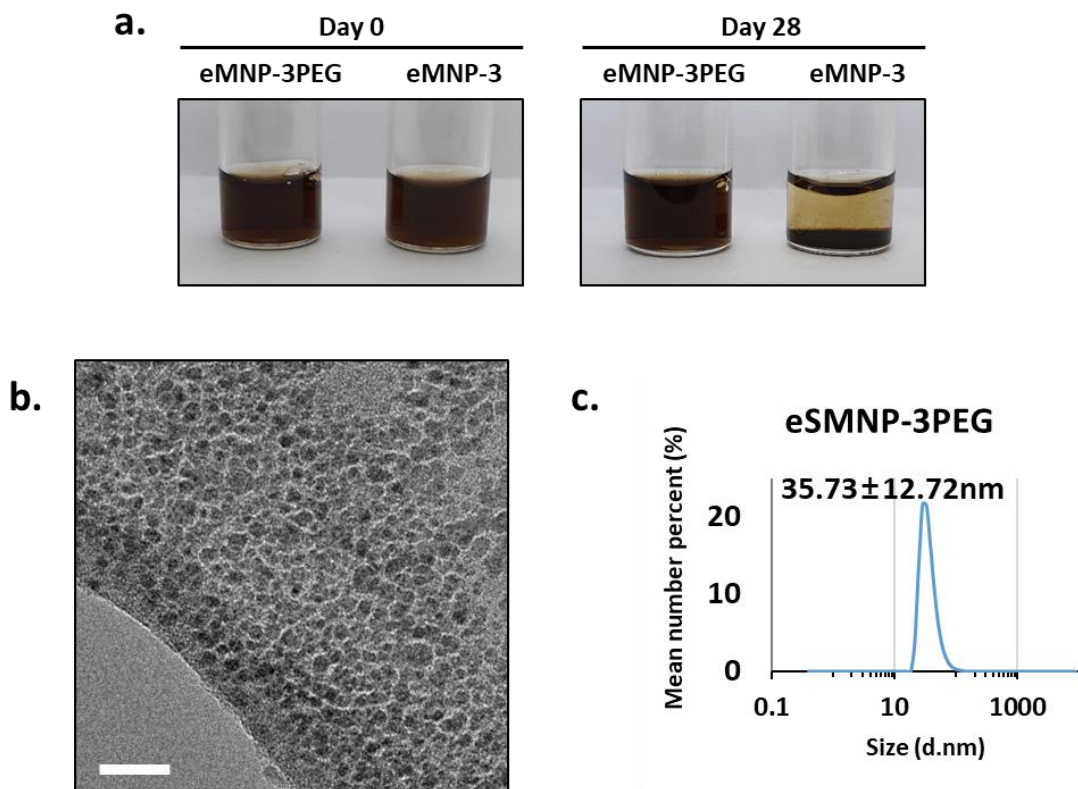 a.
Day 0
Day 28
eMNP-3PEG
eMNP-3
eMNP-3PEG
eMNP-3
b.
c.
eSMNP-3PEG
Mean number percent (%)
35.73±12.72nm
20
10
0
0.1
10
1000
Size (d.nm)